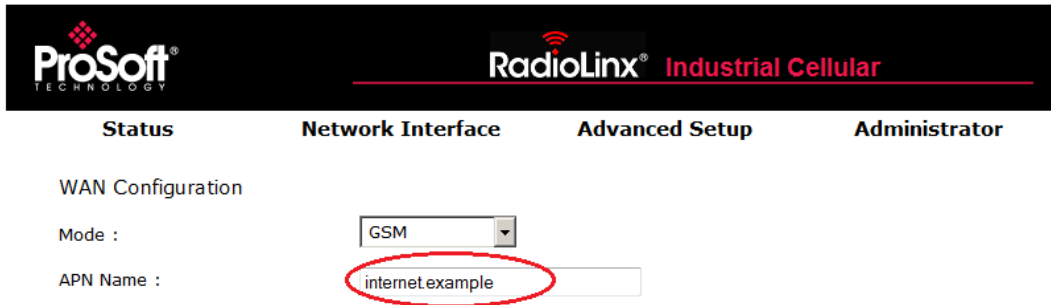 ProSoft®
TECHNOLOGY
RadioLinx® Industrial Cellular
Status Network Interface Advanced Setup Administrator
WAN Configuration
Mode : GSM
APN Name : internet.example